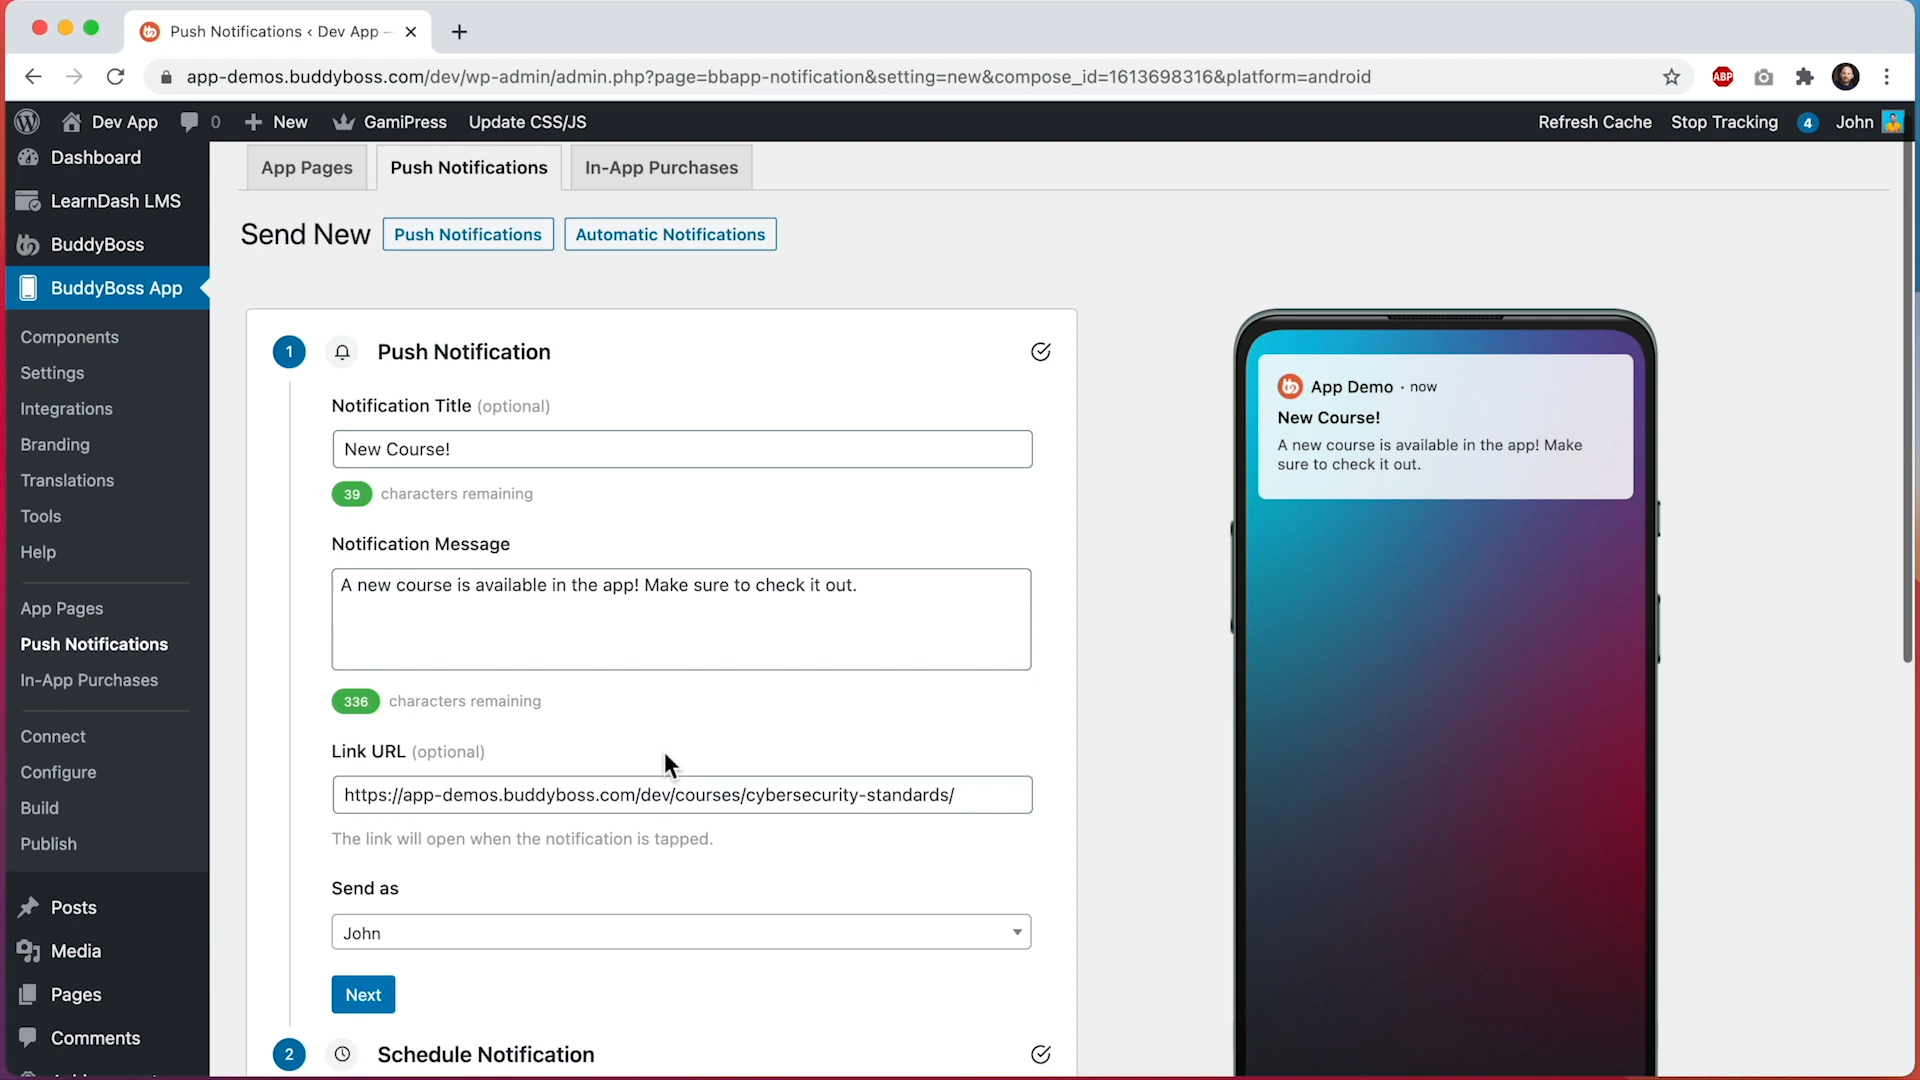 Push Notifications ‹ Dev App –
app-demos.buddyboss.com/dev/wp-admin/admin.php?page=bbapp-notification&setting=new&compose_id=1613698316&platform=android
ABP
Dev App
0
New
GamiPress
Update CSS/JS
Refresh Cache
Stop Tracking
4
John
Dashboard
LearnDash LMS
BuddyBoss
BuddyBoss App
Components
Settings
Integrations
Branding
Translations
Tools
Help
App Pages
Push Notifications
In-App Purchases
Connect
Configure
Build
Publish
Posts
Media
Pages
Comments
App Pages
Push Notifications
In-App Purchases
Send New
Push Notifications
Automatic Notifications
1
Push Notification
Notification Title (optional)
New Course!
39 characters remaining
Notification Message
A new course is available in the app! Make sure to check it out.
336 characters remaining
Link URL (optional)
https://app-demos.buddyboss.com/dev/courses/cybersecurity-standards/
The link will open when the notification is tapped.
Send as
John
Next
2
Schedule Notification
App Demo · now
New Course!
A new course is available in the app! Make
sure to check it out.